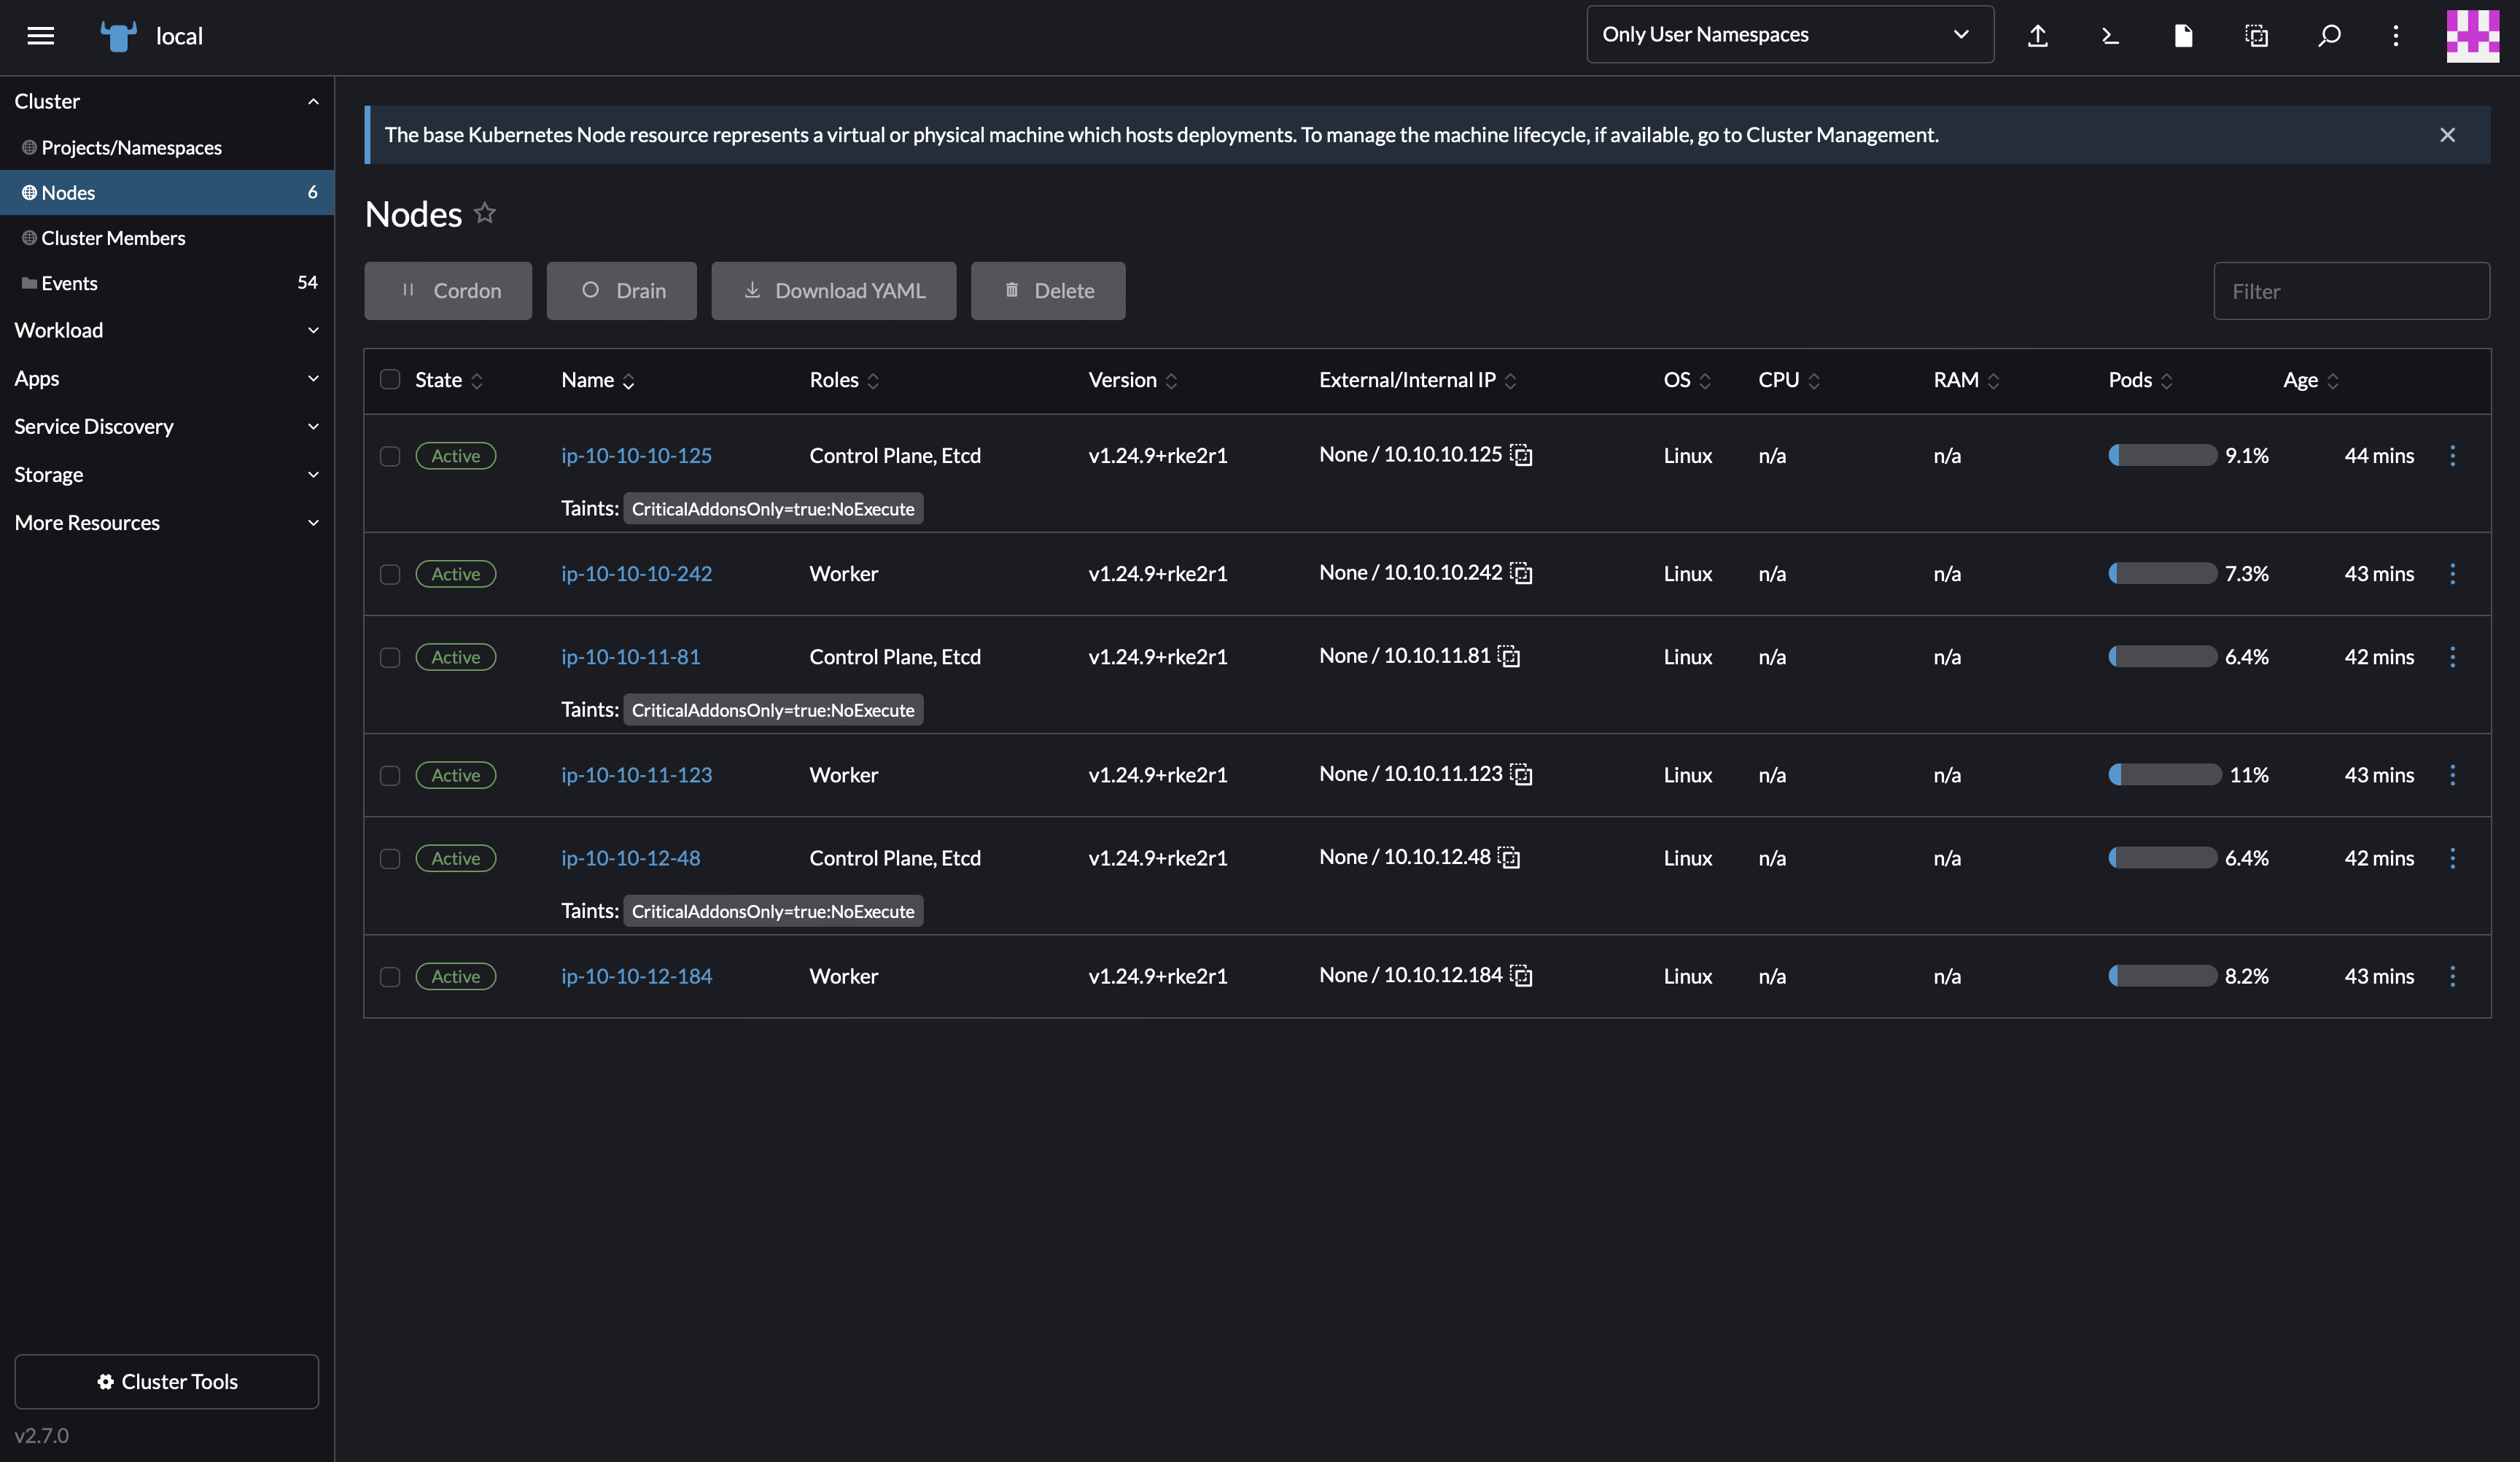 local
Only User Namespaces
Cluster
Projects/Namespaces
Nodes 6
Cluster Members
Events 54
Workload
Apps
Service Discovery
Storage
More Resources
Cluster Tools
v2.7.0
The base Kubernetes Node resource represents a virtual or physical machine which hosts deployments. To manage the machine lifecycle, if available, go to Cluster Management.
Nodes
Cordon Drain Download YAML Delete Filter
State Name Roles Version External/Internal IP OS CPU RAM Pods Age
Active ip-10-10-10-125 Control Plane, Etcd v1.24.9+rke2r1 None / 10.10.10.125 Linux n/a n/a 9.1% 44 mins
Taints: CriticalAddonsOnly=true:NoExecute
Active ip-10-10-10-242 Worker v1.24.9+rke2r1 None / 10.10.10.242 Linux n/a n/a 7.3% 43 mins
Active ip-10-10-11-81 Control Plane, Etcd v1.24.9+rke2r1 None / 10.10.11.81 Linux n/a n/a 6.4% 42 mins
Taints: CriticalAddonsOnly=true:NoExecute
Active ip-10-10-11-123 Worker v1.24.9+rke2r1 None / 10.10.11.123 Linux n/a n/a 11% 43 mins
Active ip-10-10-12-48 Control Plane, Etcd v1.24.9+rke2r1 None / 10.10.12.48 Linux n/a n/a 6.4% 42 mins
Taints: CriticalAddonsOnly=true:NoExecute
Active ip-10-10-12-184 Worker v1.24.9+rke2r1 None / 10.10.12.184 Linux n/a n/a 8.2% 43 mins